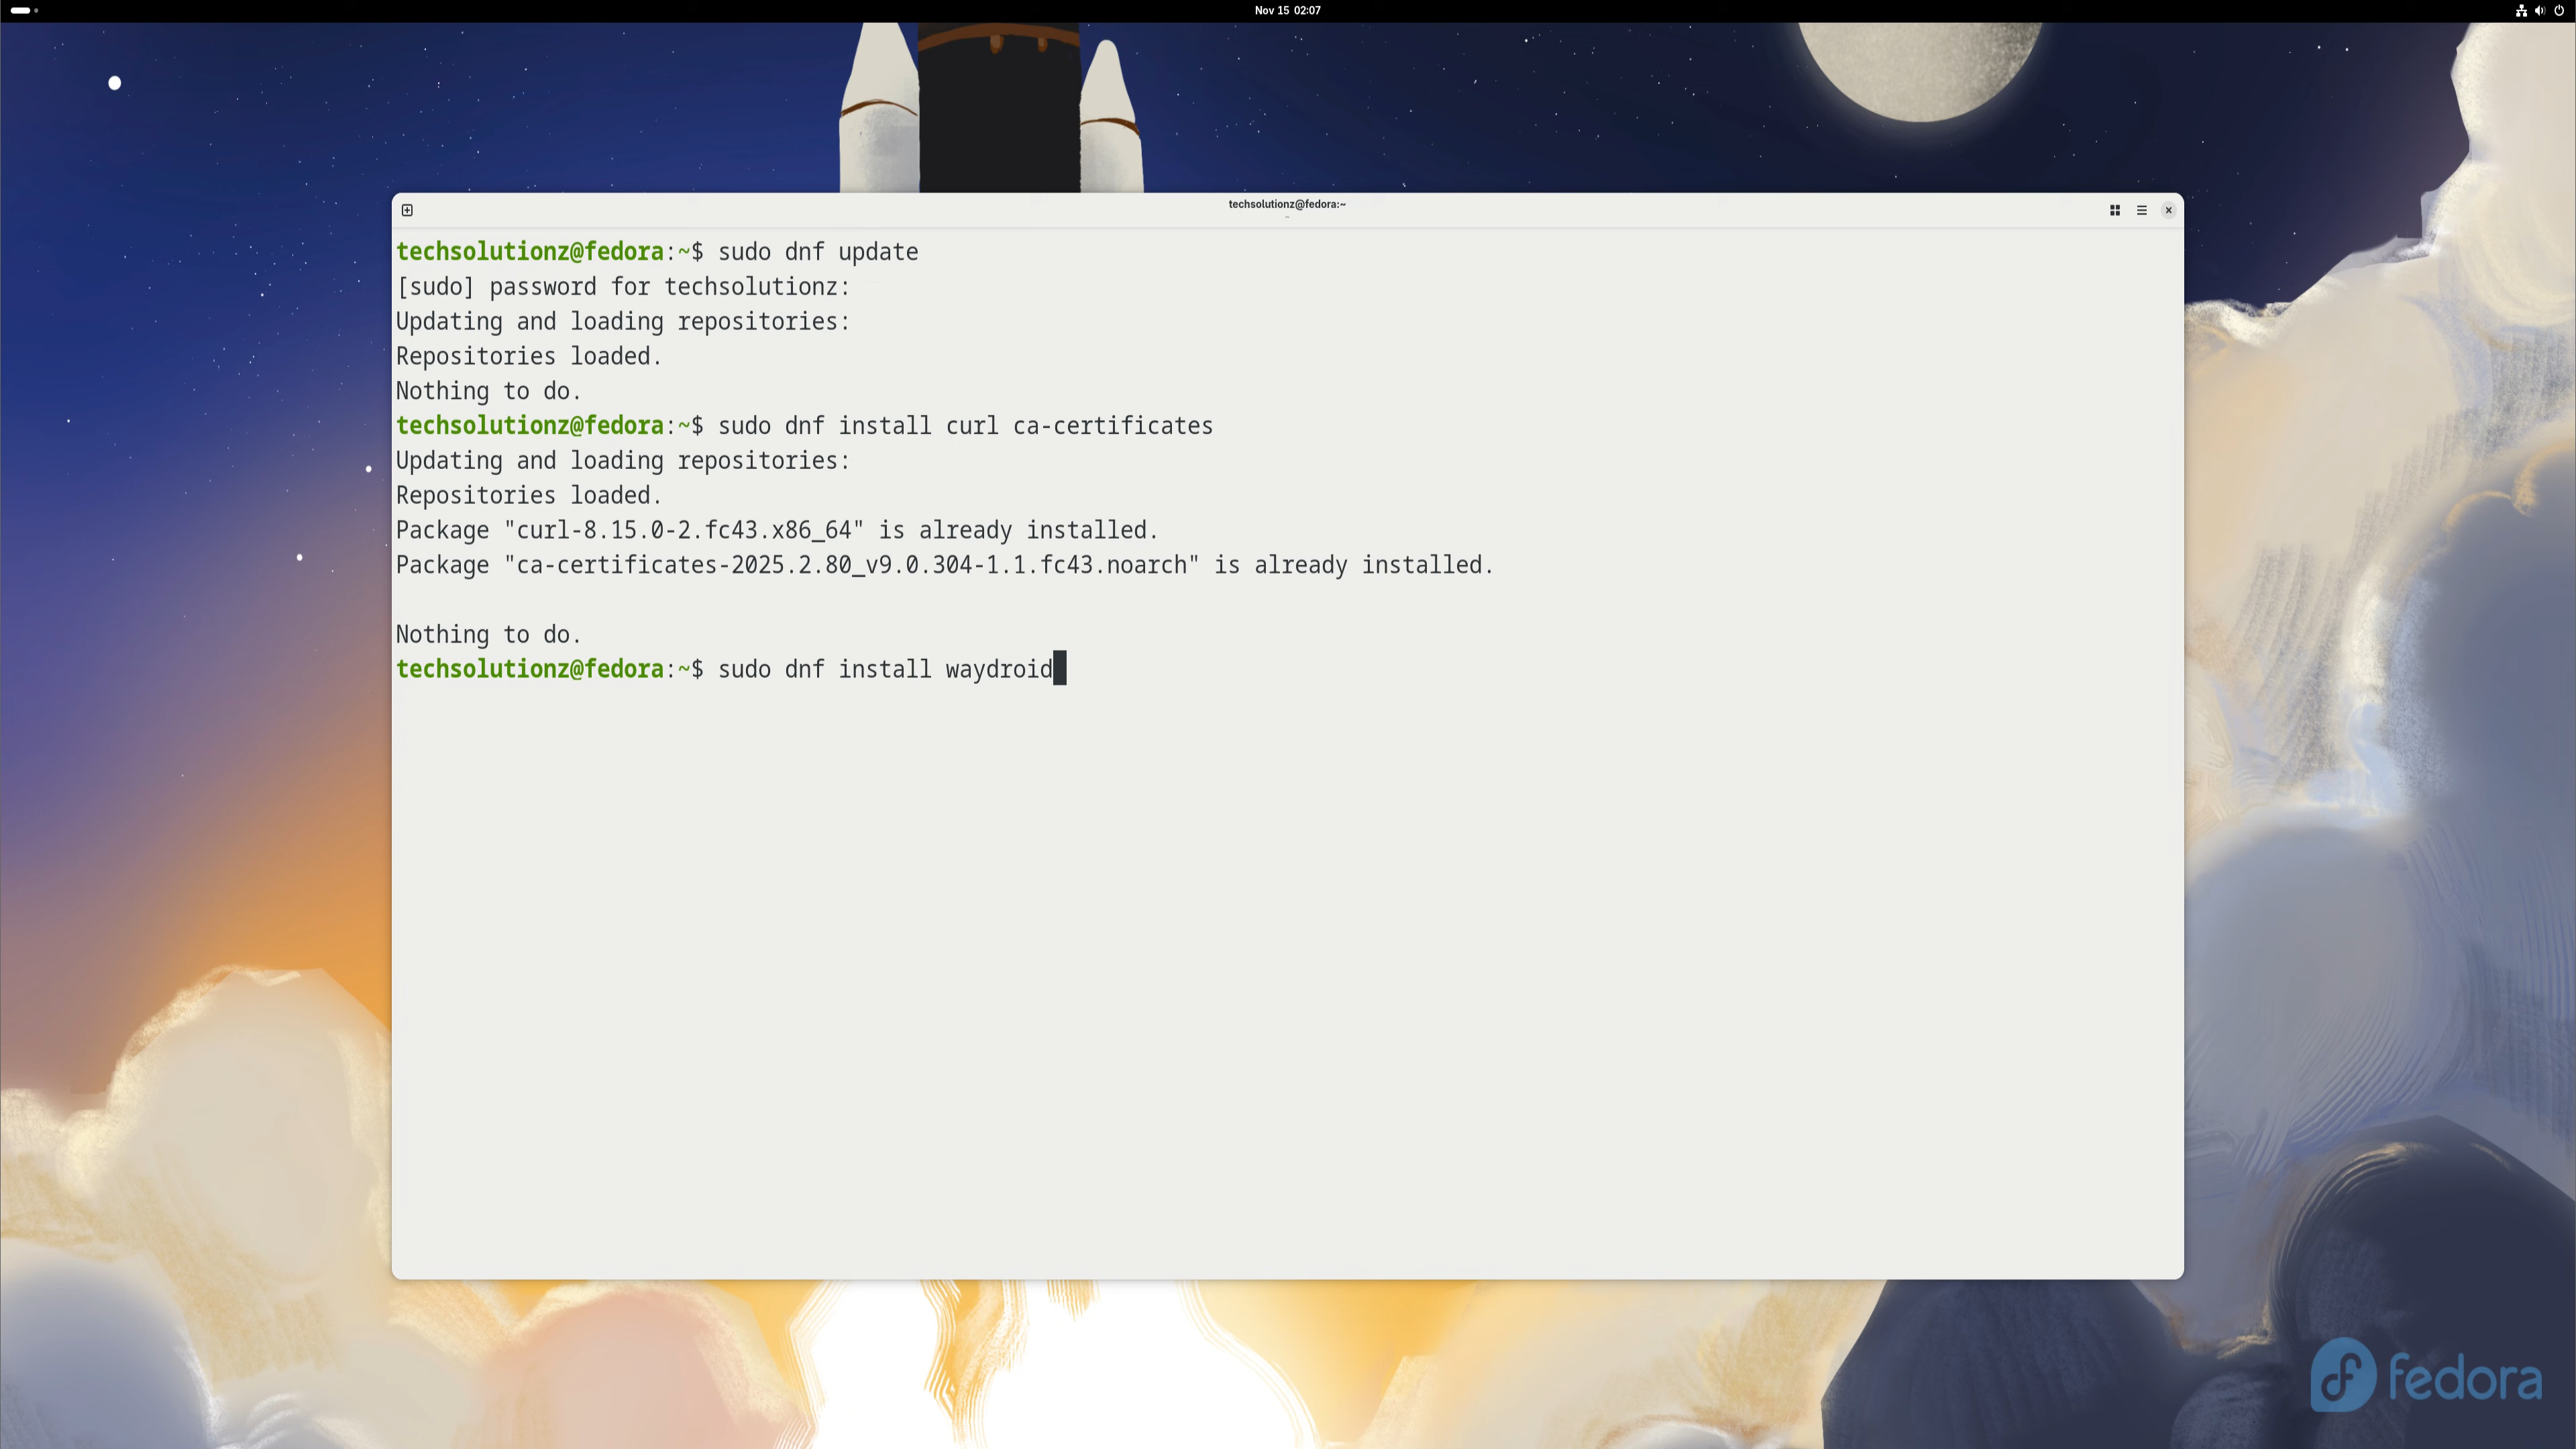 Nov 15 02:07
techsolutionz@fedora:~
~
techsolutionz@fedora:~$ sudo dnf update
[sudo] password for techsolutionz:
Updating and loading repositories:
Repositories loaded.
Nothing to do.
techsolutionz@fedora:~$ sudo dnf install curl ca-certificates
Updating and loading repositories:
Repositories loaded.
Package "curl-8.15.0-2.fc43.x86_64" is already installed.
Package "ca-certificates-2025.2.80_v9.0.304-1.1.fc43.noarch" is already installed.
Nothing to do.
techsolutionz@fedora:~$ sudo dnf install waydroid
fedora